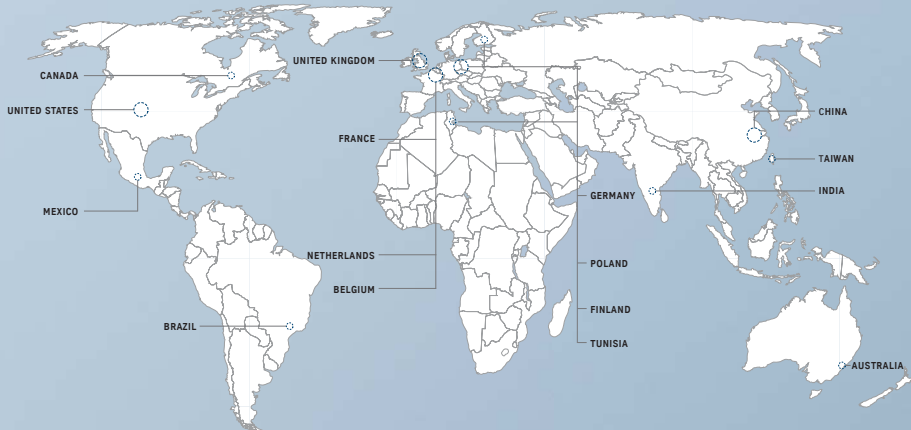 CANADA
UNITED STATES
MEXICO
BRAZIL
UNITED KINGDOM
FRANCE
NETHERLANDS
BELGIUM
GERMANY
POLAND
FINLAND
TUNISIA
CHINA
TAIWAN
INDIA
AUSTRALIA